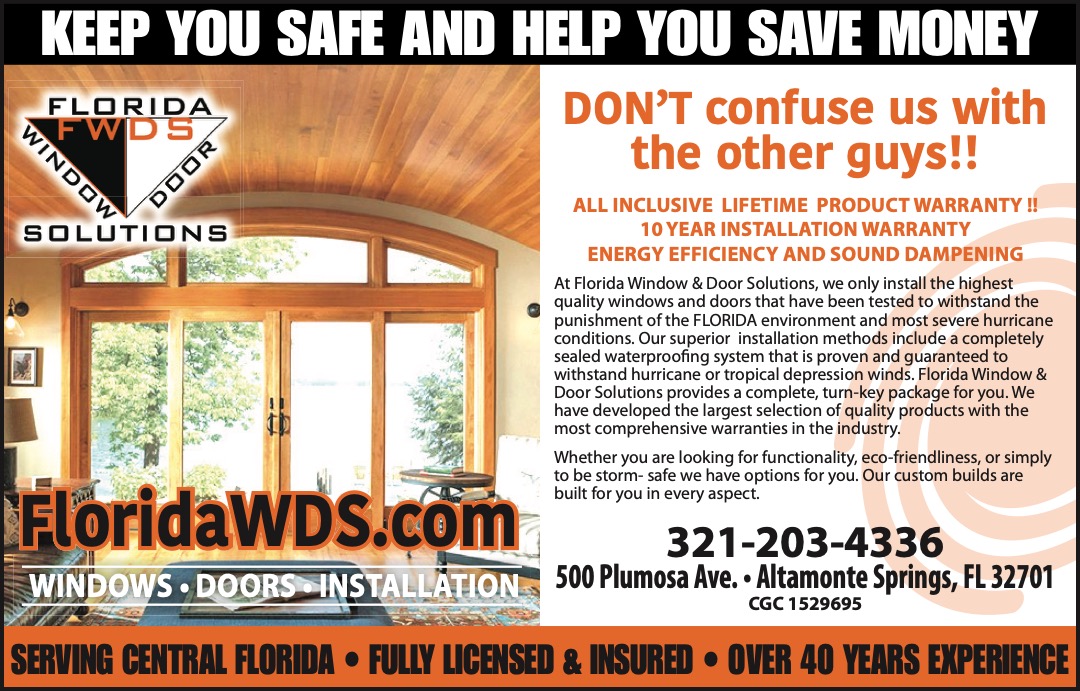 KEEP YOU SAFE AND HELP YOU SAVE MONEY
FLORIDA
FWDS
WINDOW DOOR
SOLUTIONS
FloridaWDS.com
WINDOWS • DOORS • INSTALLATION
DON'T confuse us with
the other guys!!
ALL INCLUSIVE LIFETIME PRODUCT WARRANTY !!
10 YEAR INSTALLATION WARRANTY
ENERGY EFFICIENCY AND SOUND DAMPENING
At Florida Window & Door Solutions, we only install the highest
quality windows and doors that have been tested to withstand the
punishment of the FLORIDA environment and most severe hurricane
conditions. Our superior installation methods include a completely
sealed waterproofing system that is proven and guaranteed to
withstand hurricane or tropical depression winds. Florida Window &
Door Solutions provides a complete, turn-key package for you. We
have developed the largest selection of quality products with the
most comprehensive warranties in the industry.
Whether you are looking for functionality, eco-friendliness, or simply
to be storm- safe we have options for you. Our custom builds are
built for you in every aspect.
321-203-4336
500 Plumosa Ave. • Altamonte Springs, FL 32701
CGC 1529695
SERVING CENTRAL FLORIDA • FULLY LICENSED & INSURED • OVER 40 YEARS EXPERIENCE